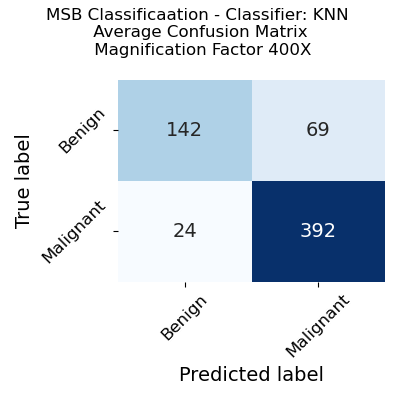 MSB Classificaation - Classifier: KNN
Average Confusion Matrix
Magnification Factor 400X
True label
Benign
142
69
Malignant
24
392
Benign
Malignant
Predicted label